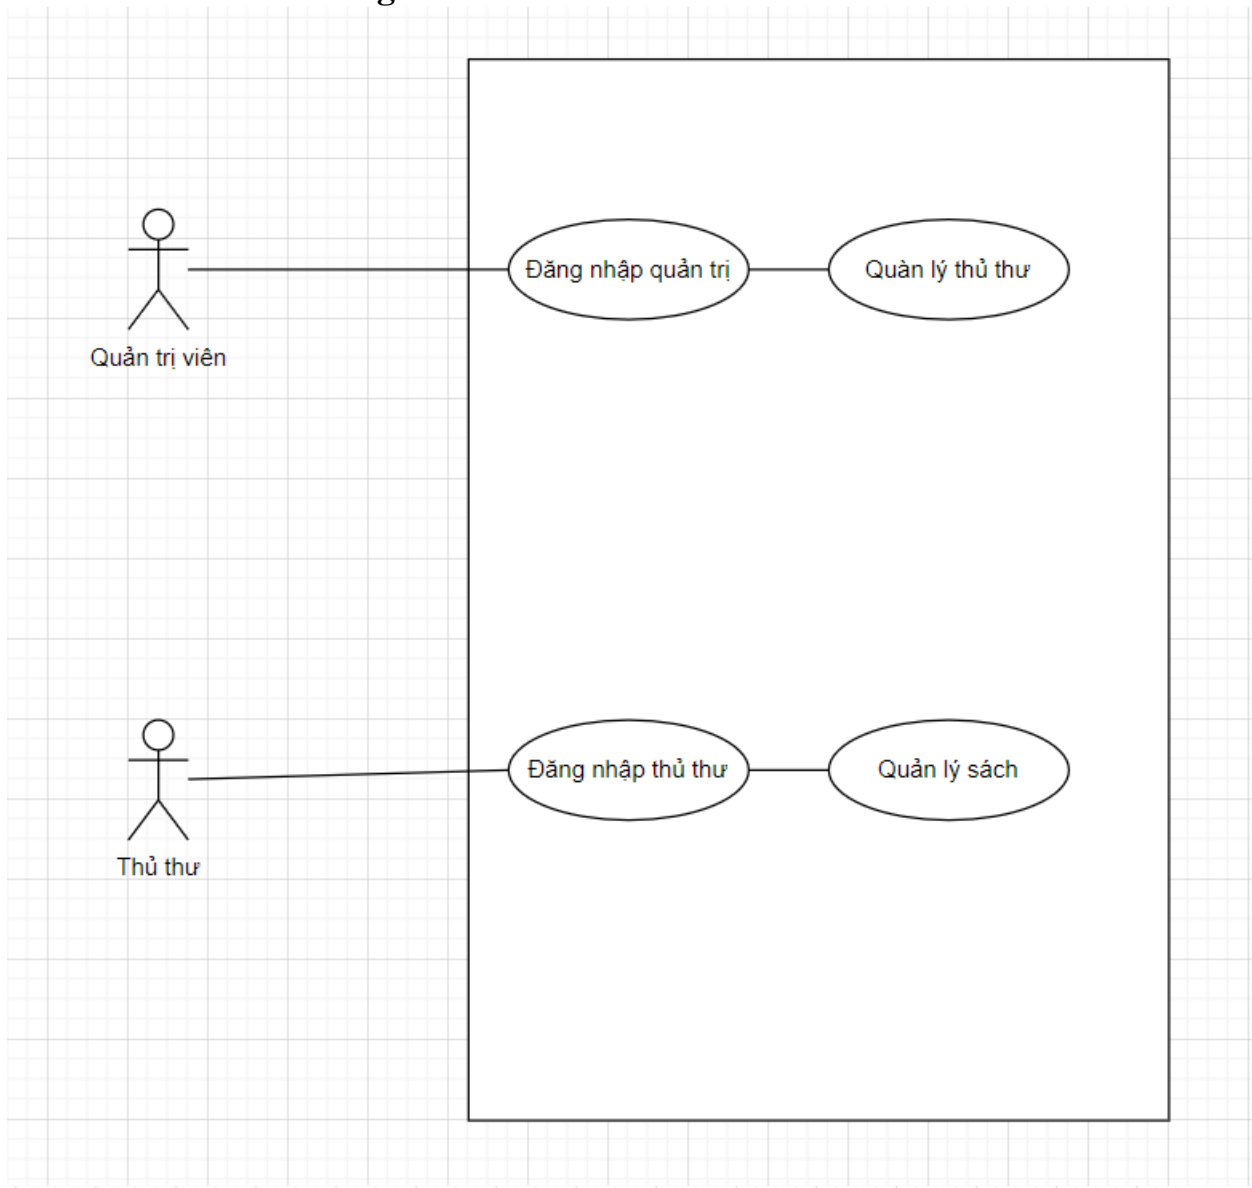 Đăng nhập quản trị
Quàn lý thủ thư
Quản trị viên
Đăng nhập thủ thư
Quản lý sách
Thủ thư